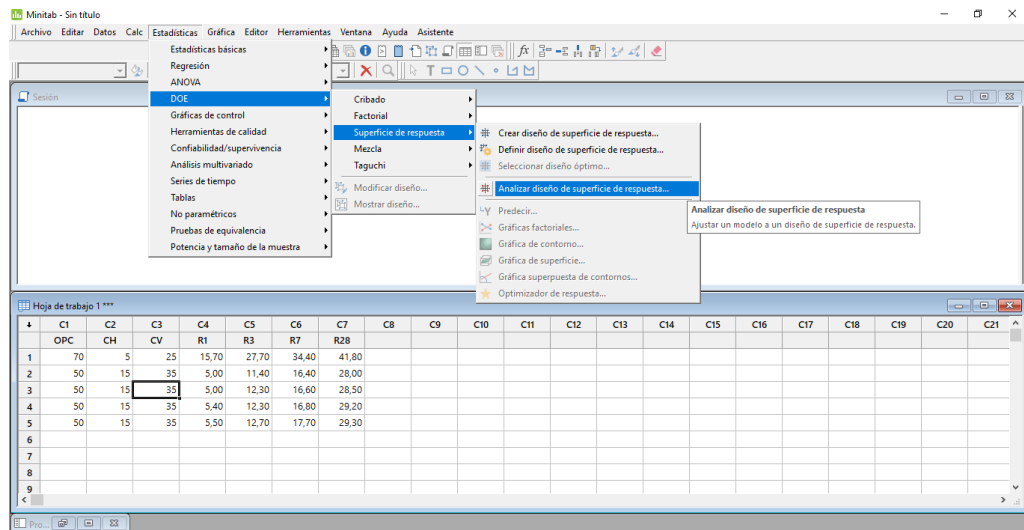 Minitab - Sin título
Archivo Editar Datos Calc Estadísticas Gráfica Editor Herramientas Ventana Ayuda Asistente
Estadísticas básicas
Regresión
ANOVA
DOE
Gráficas de control
Herramientas de calidad
Confiabilidad/supervivencia
Análisis multivariado
Series de tiempo
Tablas
No paramétricos
Pruebas de equivalencia
Potencia y tamaño de la muestra
Cribado
Factorial
Superficie de respuesta
Mezcla
Taguchi
Modificar diseño...
Mostrar diseño...
Crear diseño de superficie de respuesta...
Definir diseño de superficie de respuesta...
Seleccionar diseño óptimo...
Analizar diseño de superficie de respuesta...
Predecir...
Gráficas factoriales...
Gráfica de contorno...
Gráfica de superficie...
Gráfica superpuesta de contornos...
Optimizador de respuesta...
Analizar diseño de superficie de respuesta
Ajustar un modelo a un diseño de superficie de respuesta.
fx
T
Sesión
Hoja de trabajo 1 ***
C1 C2 C3 C4 C5 C6 C7 C8 C9 C10 C11 C12 C13 C14 C15 C16 C17 C18 C19 C20 C21
OPC CH CV R1 R3 R7 R28
1 70 5 25 15,70 27,70 34,40 41,80
2 50 15 35 5,00 11,40 16,40 28,00
3 50 15 35 5,00 12,30 16,60 28,50
4 50 15 35 5,40 12,30 16,80 29,20
5 50 15 35 5,50 12,70 17,70 29,30
6
7
8
9
Pro...